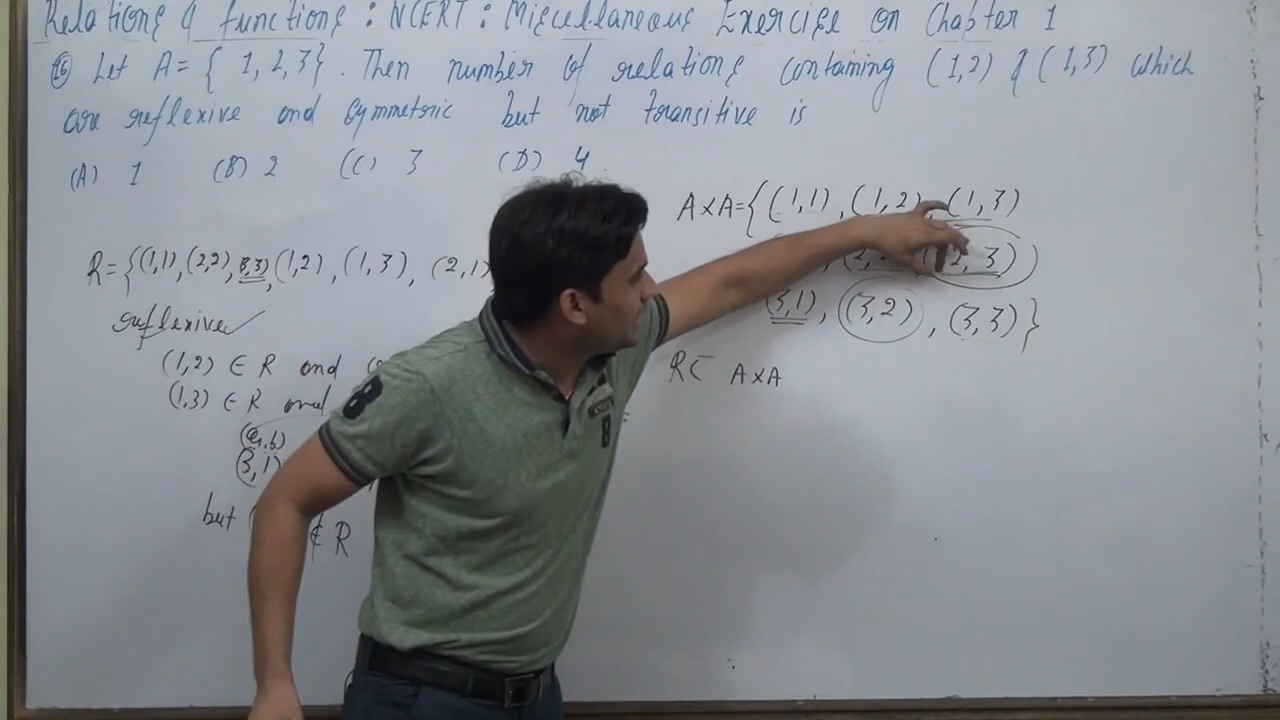 Relations & functions : NCERT : Miscellaneous Exercise on Chapter 1
16 Let A = { 1, 2, 3} . Then number of relations containing (1,2) & (1,3) which
are reflexive and symmetric but not transitive is
(A) 1 (B) 2 (C) 3 (D) 4.
A×A={(1,1),(1,2),(1,3)
(2,3)
(3,1), (3,2), (3,3)}
R⊂ A×A
R={(1,1),(2,2),(3,3),(1,2),(1,3),(2,1)
reflexive ✓
(1,2) ∈ R and
(1,3) ∈ R and
(a,b)
(3,1)
but ∉ R
8
8